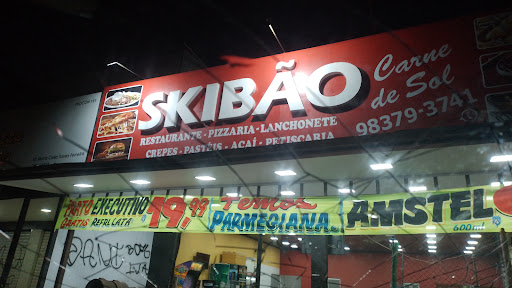 SKIBÃO
Carne
de Sol
RESTAURANTE - PIZZARIA - LANCHONETE
CREPES - PASTÉIS - AÇAÍ - PETISCARIA
98379-3741
PRATO EXECUTIVO 19,99
GRATIS REFRI LATA
Temos
PARMEGIANA
AMSTEL
600ml